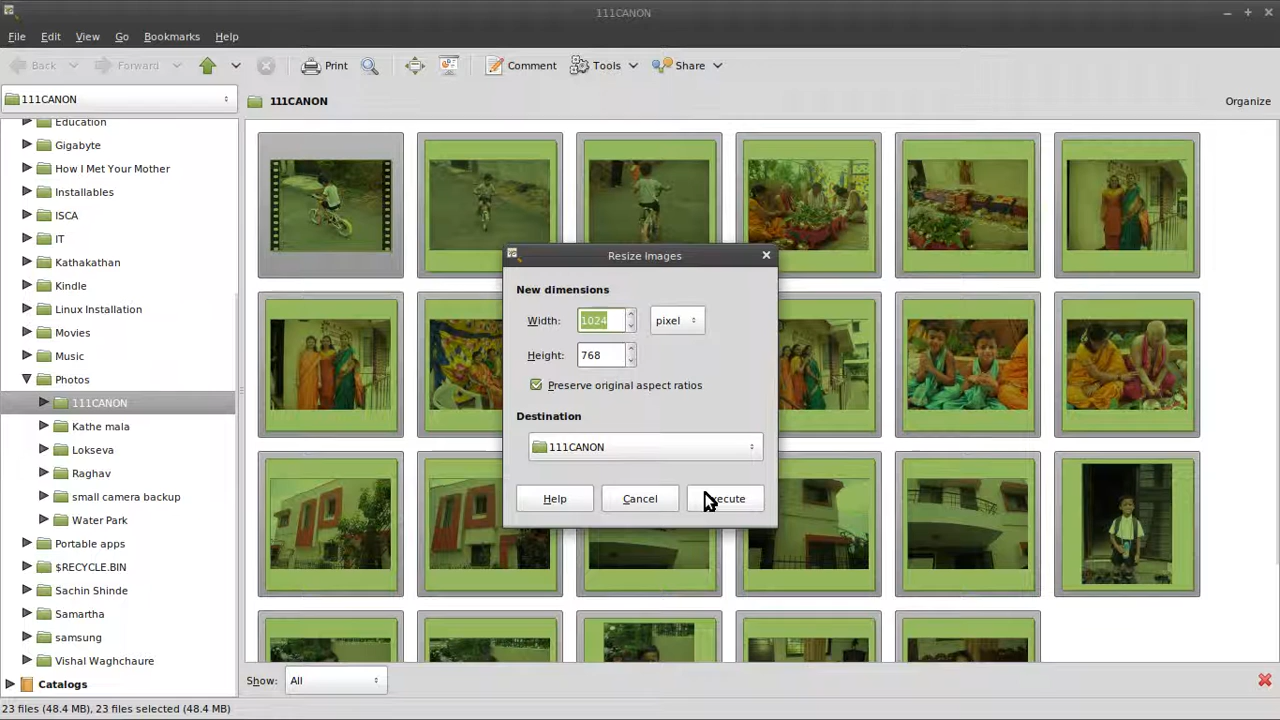 111CANON
File Edit View Go Bookmarks Help
Back Forward Print Comment Tools Share
111CANON
111CANON
Organize
Education
Gigabyte
How I Met Your Mother
Installables
ISCA
IT
Kathakathan
Kindle
Linux Installation
Movies
Music
Photos
111CANON
Kathe mala
Lokseva
Raghav
small camera backup
Water Park
Portable apps
$RECYCLE.BIN
Sachin Shinde
Samartha
samsung
Vishal Waghchaure
Catalogs
Resize Images
New dimensions
Width: 1024 pixel
Height: 768
Preserve original aspect ratios
Destination
111CANON
Help Cancel
Show: All
23 files (48.4 MB), 23 files selected (48.4 MB)